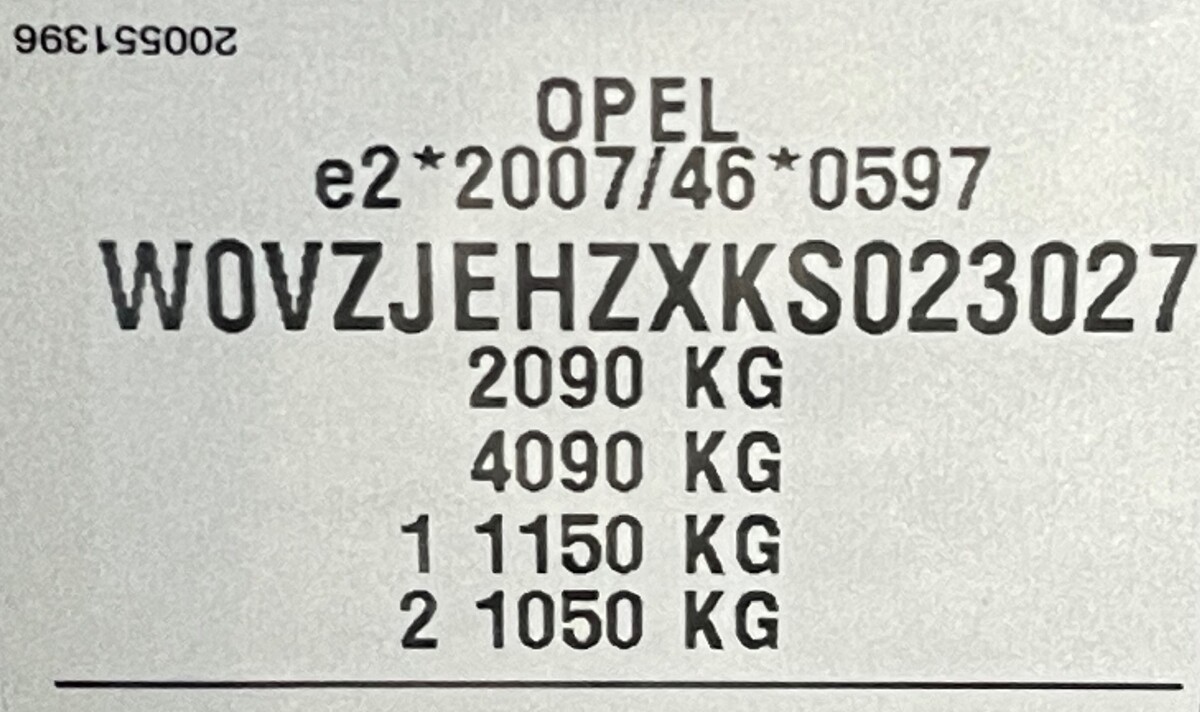 200551396
OPEL
e2*2007/46*0597
W0VZJEHZXKS023027
2090 KG
4090 KG
1 1150 KG
2 1050 KG